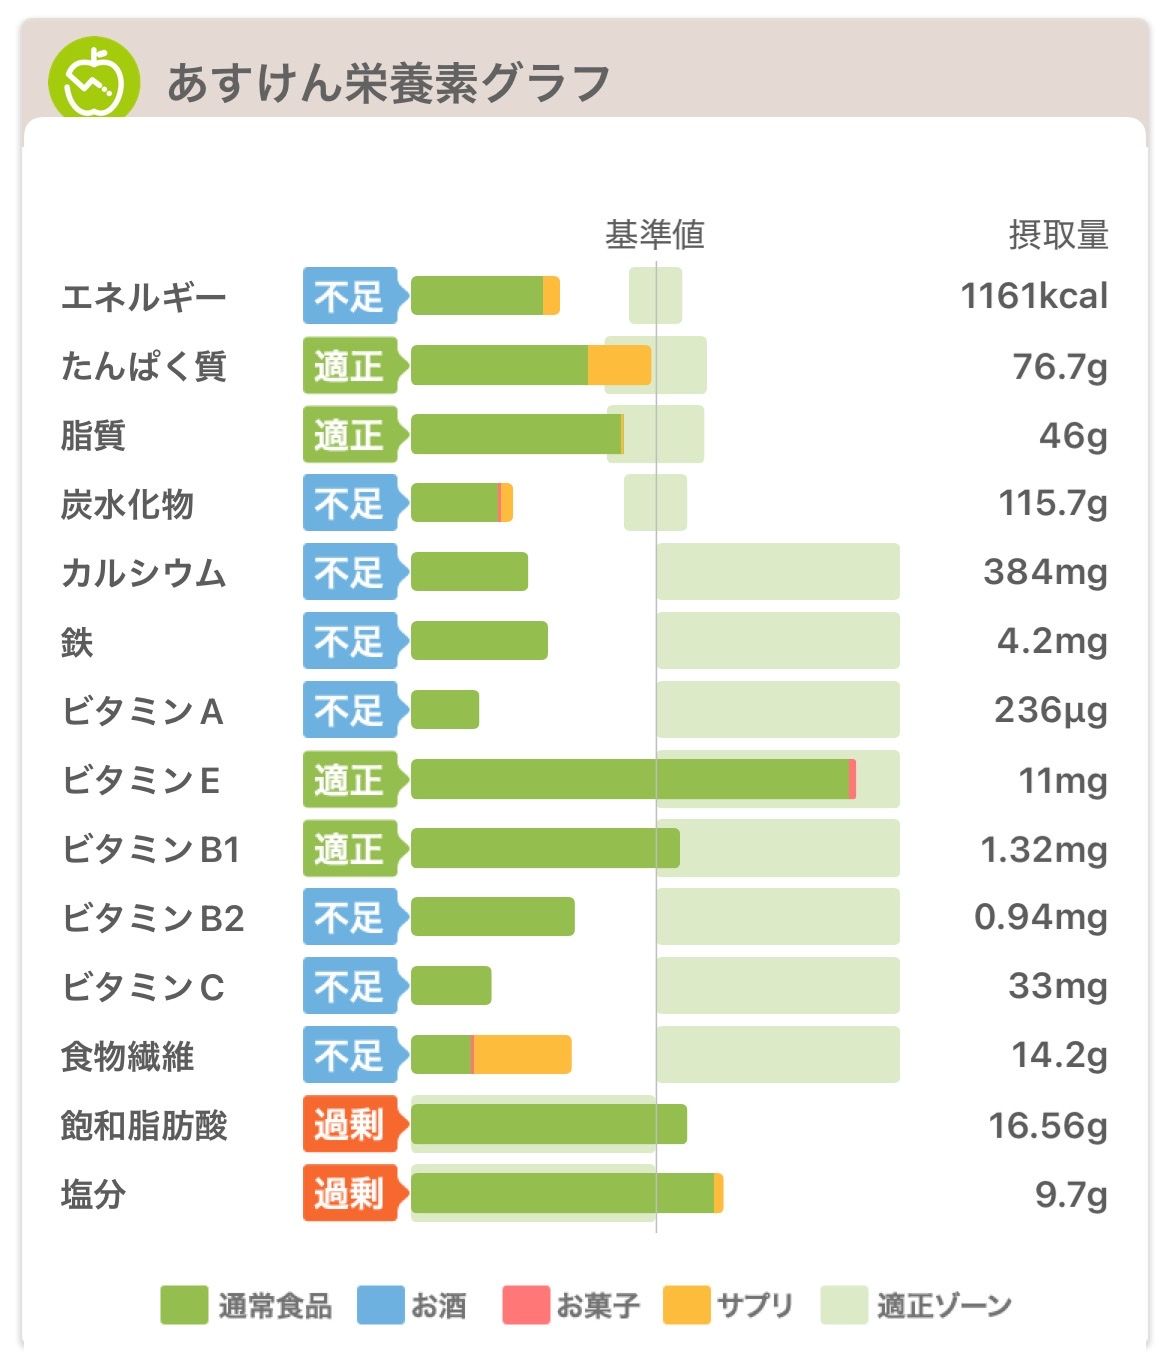 あすけん栄養素グラフ
基準値 摂取量
エネルギー 不足 1161kcal
たんぱく質 適正 76.7g
脂質 適正 46g
炭水化物 不足 115.7g
カルシウム 不足 384mg
鉄 不足 4.2mg
ビタミンA 不足 236μg
ビタミンE 適正 11mg
ビタミンB1 適正 1.32mg
ビタミンB2 不足 0.94mg
ビタミンC 不足 33mg
食物繊維 不足 14.2g
飽和脂肪酸 過剰 16.56g
塩分 過剰 9.7g
通常食品 お酒 お菓子 サプリ 適正ゾーン